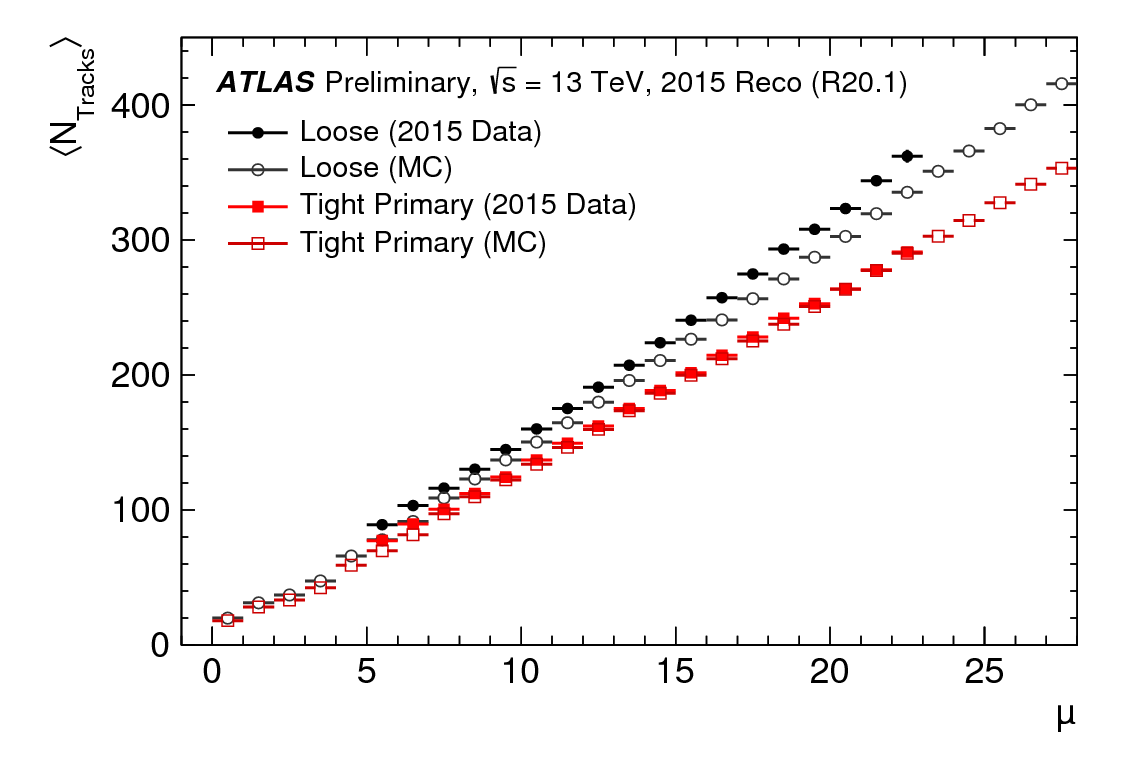 ⟨N_Tracks⟩
ATLAS Preliminary, √s = 13 TeV, 2015 Reco (R20.1)
Loose (2015 Data)
Loose (MC)
Tight Primary (2015 Data)
Tight Primary (MC)
400
300
200
100
0
0 5 10 15 20 25
μ